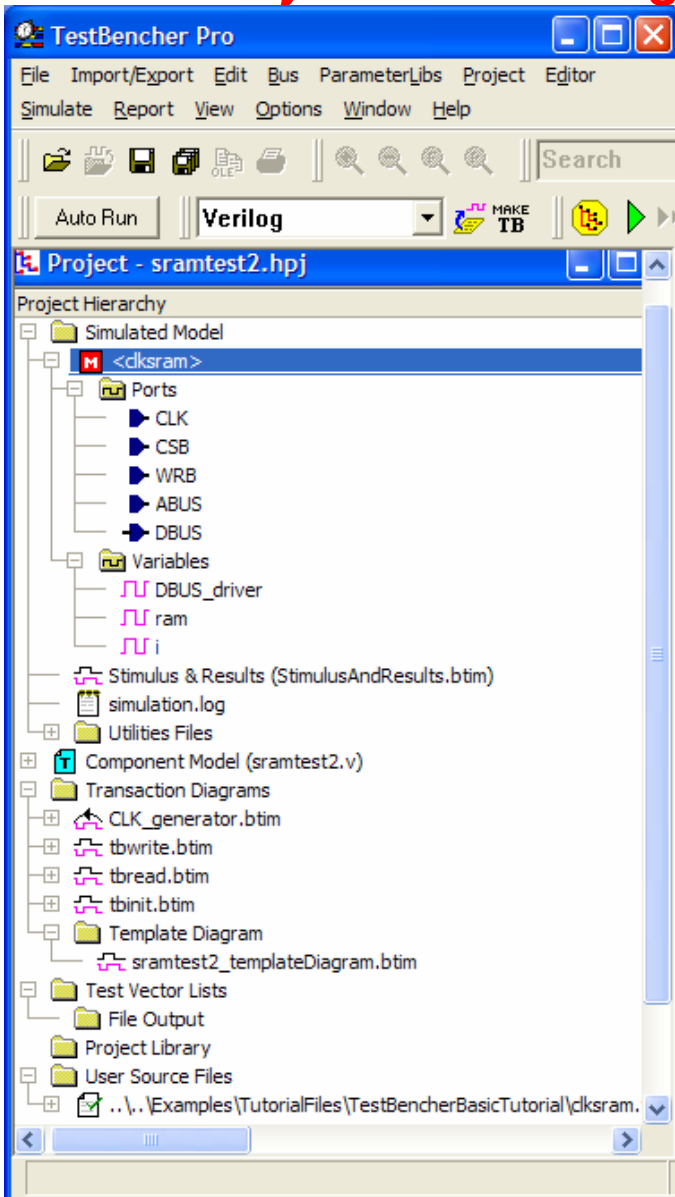 TestBencher Pro
File Import/Export Edit Bus ParameterLibs Project Editor
Simulate Report View Options Window Help
OLE Search
Auto Run Verilog MAKE TB
Project - sramtest2.hpj
Project Hierarchy
Simulated Model
M <clksram>
Ports
CLK
CSB
WRB
ABUS
DBUS
Variables
DBUS_driver
ram
i
Stimulus & Results (StimulusAndResults.btim)
simulation.log
Utilities Files
T Component Model (sramtest2.v)
Transaction Diagrams
CLK_generator.btim
tbwrite.btim
tbread.btim
tbinit.btim
Template Diagram
sramtest2_templateDiagram.btim
Test Vector Lists
File Output
Project Library
User Source Files
..\..\Examples\TutorialFiles\TestBencherBasicTutorial\clksram.